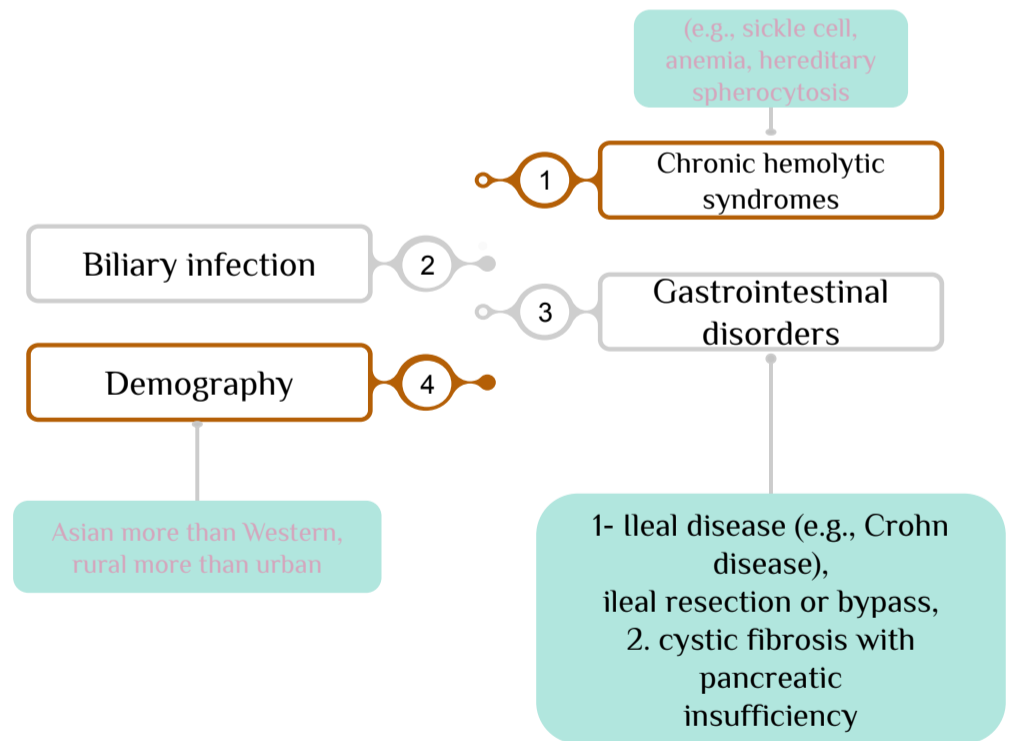 (e.g., sickle cell,
anemia, hereditary
spherocytosis
1
Chronic hemolytic
syndromes
Biliary infection
2
3
Gastrointestinal
disorders
Demography
4
Asian more than Western,
rural more than urban
1- Ileal disease (e.g., Crohn
disease),
ileal resection or bypass,
2. cystic fibrosis with
pancreatic
insufficiency